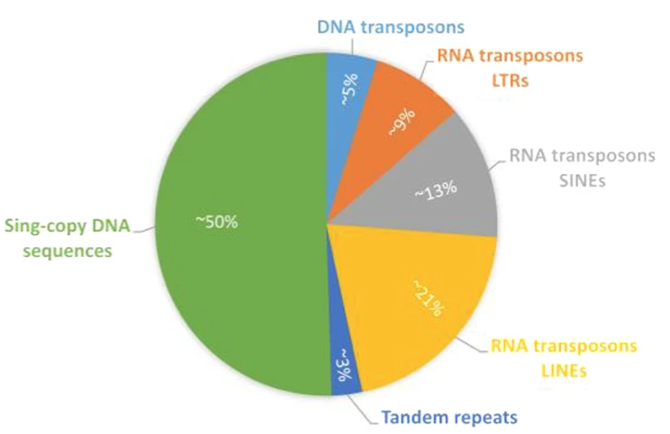 DNA transposons
~5%
RNA transposons
LTRs
~9%
RNA transposons
SINEs
~13%
~21%
RNA transposons
LINEs
~3%
Tandem repeats
~50%
Sing-copy DNA
sequences